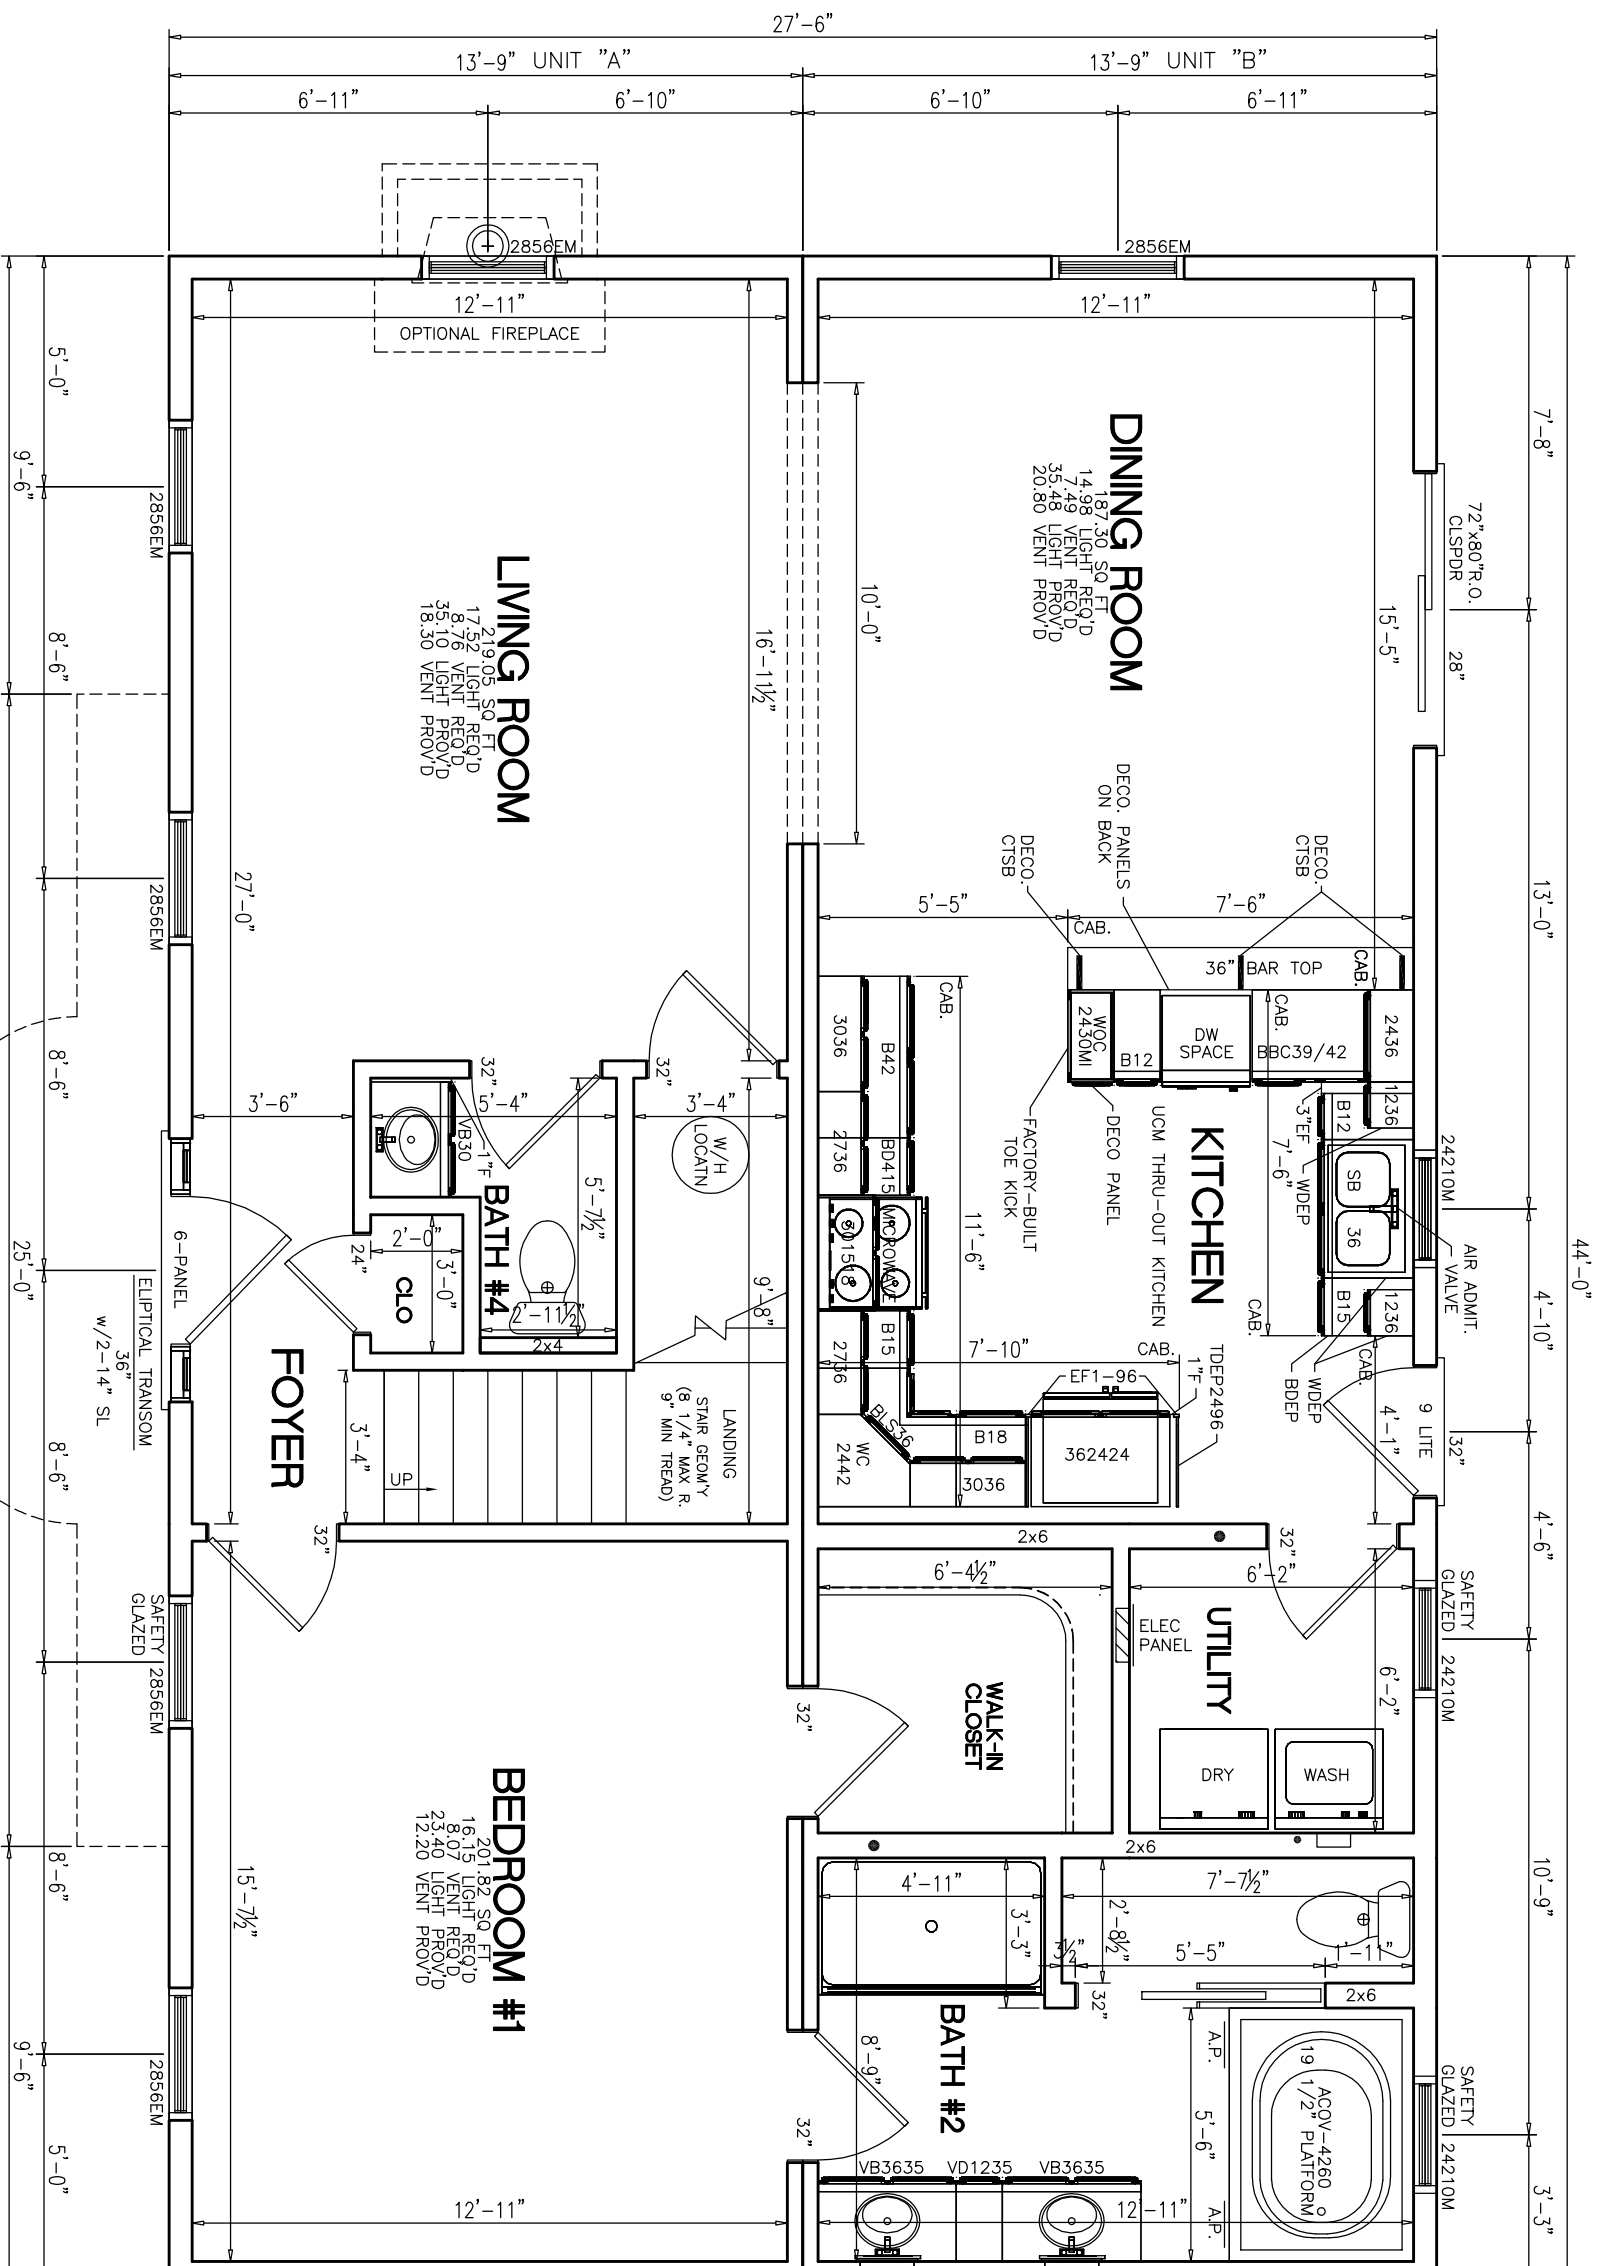 27'-6"
13'-9" UNIT "A"
13'-9" UNIT "B"
6'-11"
6'-10"
6'-10"
6'-11"
2856EM
2856EM
12'-11"
OPTIONAL FIREPLACE
12'-11"
DINING ROOM
187.30 SQ FT
14.98 LIGHT REQ'D
7.49 VENT REQ'D
35.48 LIGHT PROV'D
20.80 VENT PROV'D
LIVING ROOM
219.05 SQ FT
17.52 LIGHT REQ'D
8.76 VENT REQ'D
35.10 LIGHT PROV'D
18.30 VENT PROV'D
5'-0"
9'-6"
8'-6"
8'-6"
25'-0"
8'-6"
8'-6"
9'-6"
5'-0"
2856EM
2856EM
27'-0"
16'-11½"
10'-0"
15'-5"
7'-8"
72"x80"R.O.
CLSPDR
28"
13'-0"
44'-0"
4'-10"
4'-6"
10'-9"
3'-3"
DECO. PANELS
ON BACK
DECO.
CTSB
DECO.
CTSB
5'-5"
7'-6"
CAB.
36" BAR TOP
CAB.
CAB.
CAB.
3036
B42
WOC
2430MI
B12
DW
SPACE
BBC39/42
2436
1236
B12
3"EF
7'-6"
WDEP
24210M
SB
36
AIR ADMIT.
VALVE
2736
BD415
MICROWAVE
301518
11'-6"
FACTORY-BUILT
TOE KICK
DECO PANEL
UCM THRU-OUT KITCHEN
KITCHEN
CAB.
B15
1236
CAB.
WDEP
BDEP
2736
B15
7'-10"
CAB.
TDEP2496
1"F
EF1-96
BLS36
WC
2442
B18
3036
362424
4'-1"
9 LITE
32"
32"
3'-6"
32"
5'-4"
VB30
1"F
32"
3'-4"
W/H
LOCATN
5'-7½"
BATH #4
2'-11½"
2x4
2'-0"
3'-0"
24"
CLO
9'-8"
6-PANEL
ELIPTICAL TRANSOM
36"
w/2-14" SL
FOYER
3'-4"
UP
LANDING
STAIR GEOM'Y
(8 1/4" MAX R.
9" MIN TREAD)
32"
SAFETY
GLAZED
2856EM
2x6
6'-4½"
6'-2"
UTILITY
ELEC
PANEL
6'-2"
SAFETY
GLAZED
24210M
WALK-IN
CLOSET
32"
DRY
WASH
2x6
BEDROOM #1
201.82 SQ FT
16.15 LIGHT REQ'D
8.07 VENT REQ'D
23.40 LIGHT PROV'D
12.20 VENT PROV'D
15'-7½"
4'-11"
3'-3"
7'-7½"
2'-8½"
3½"
5'-5"
1'-11"
32"
2x6
BATH #2
8'-9"
32"
A.P.
5'-6"
A.P.
ACOV-4260
19 1/2" PLATFORM
SAFETY
GLAZED
24210M
2856EM
VB3635
VD1235
VB3635
12'-11"
12'-11"